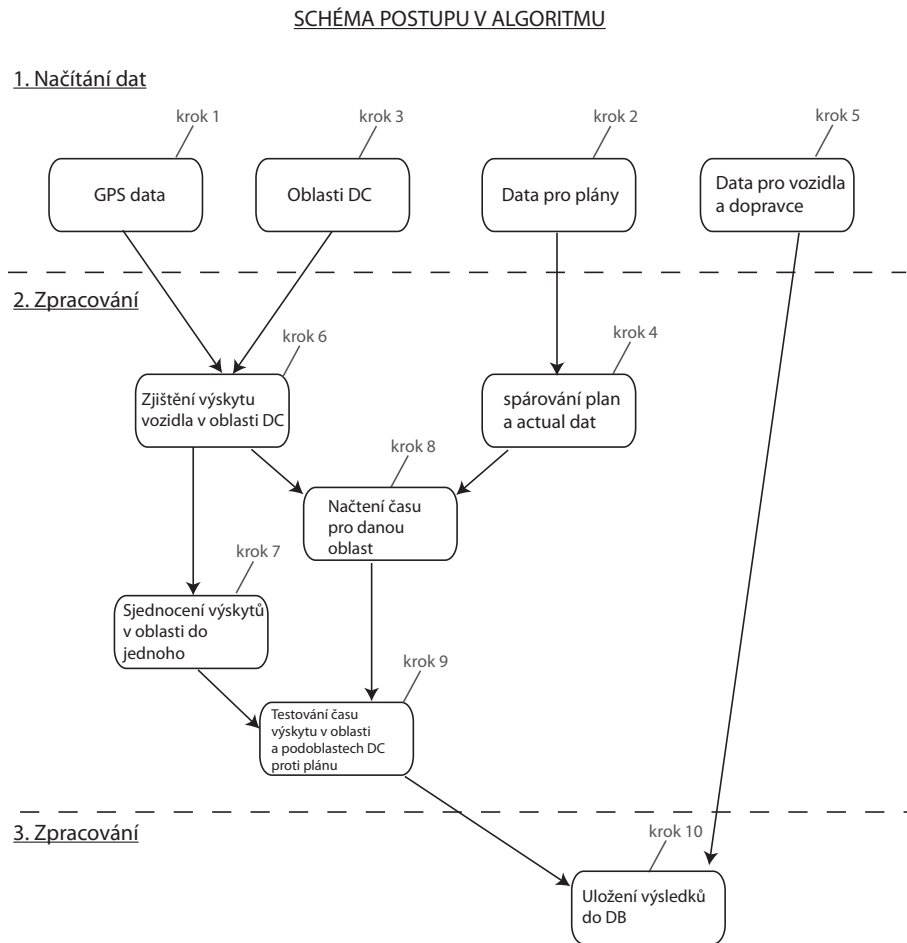 SCHÉMA POSTUPU V ALGORITMU
1. Načítání dat
krok 1
krok 3
krok 2
krok 5
GPS data
Oblasti DC
Data pro plány
Data pro vozidla
a dopravce
2. Zpracování
krok 6
krok 4
Zjištění výskytu
vozidla v oblasti DC
spárování plan
a actual dat
krok 8
Načtení času
pro danou
oblast
krok 7
Sjednocení výskytů
v oblasti do
jednoho
krok 9
Testování času
výskytu v oblasti
a podoblastech DC
proti plánu
3. Zpracování
krok 10
Uložení výsledků
do DB